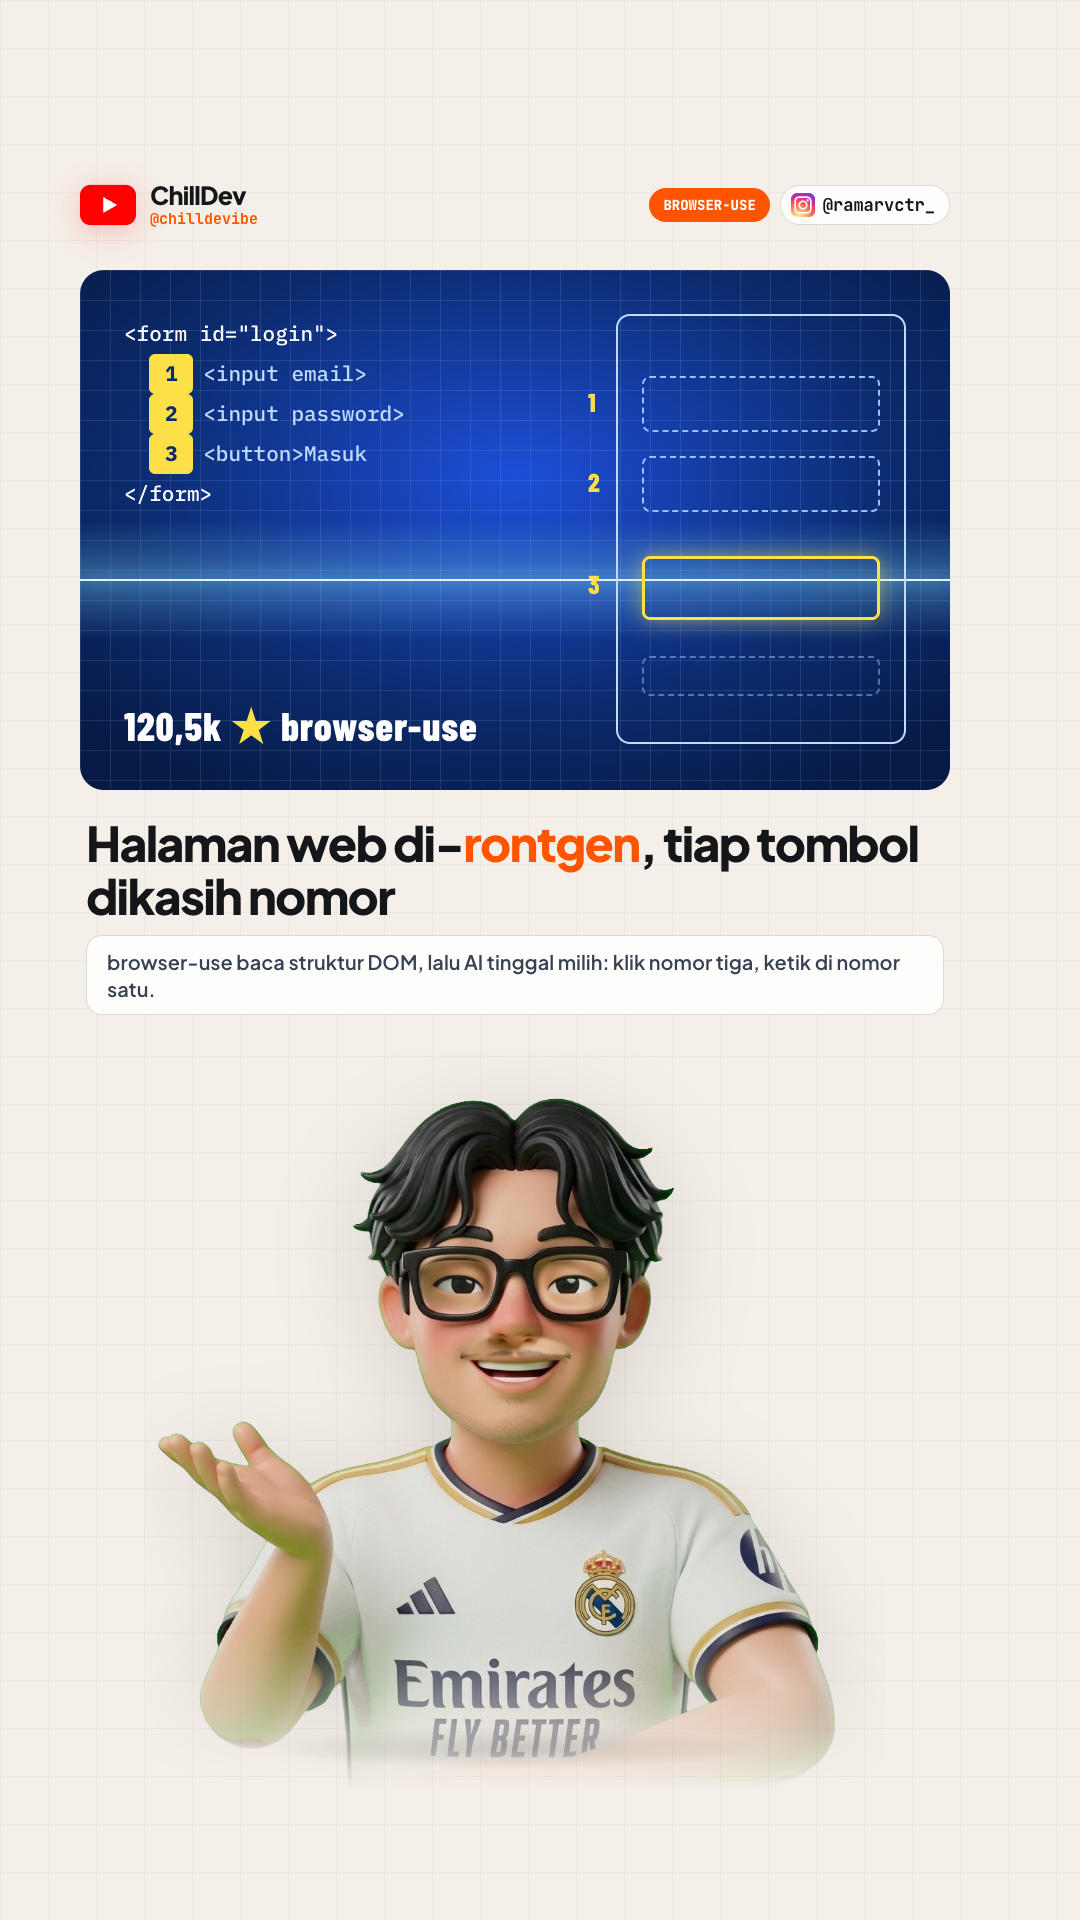 ChillDev
@chilldevibe
BROWSER-USE
@ramarvctr_
<form id="login">
1 <input email>
2 <input password>
3 <button>Masuk
</form>
1
2
3
120,5k ★ browser-use
Halaman web di-rontgen, tiap tombol
dikasih nomor
browser-use baca struktur DOM, lalu AI tinggal milih: klik nomor tiga, ketik di nomor
satu.
Emirates
FLY BETTER